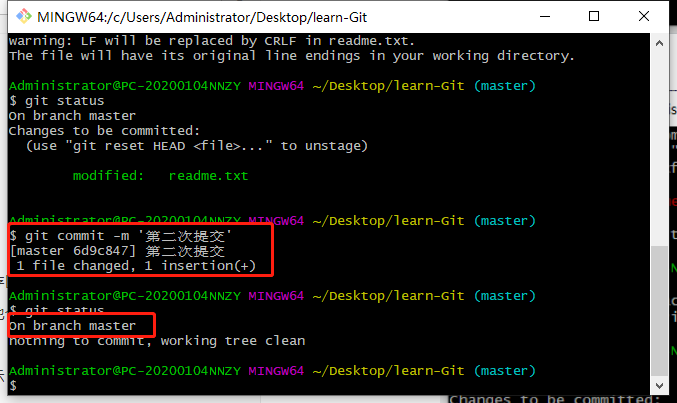 MINGW64:/c/Users/Administrator/Desktop/learn-Git
warning: LF will be replaced by CRLF in readme.txt.
The file will have its original line endings in your working directory.
Administrator@PC-20200104NNZY MINGW64 ~/Desktop/learn-Git (master)
$ git status
On branch master
Changes to be committed:
(use "git reset HEAD <file>..." to unstage)
modified: readme.txt
Administrator@PC-20200104NNZY MINGW64 ~/Desktop/learn-Git (master)
$ git commit -m '第二次提交'
[master 6d9c847] 第二次提交
1 file changed, 1 insertion(+)
Administrator@PC-20200104NNZY MINGW64 ~/Desktop/learn-Git (master)
$ git status
On branch master
nothing to commit, working tree clean
Administrator@PC-20200104NNZY MINGW64 ~/Desktop/learn-Git (master)
$
Changes to be committed: